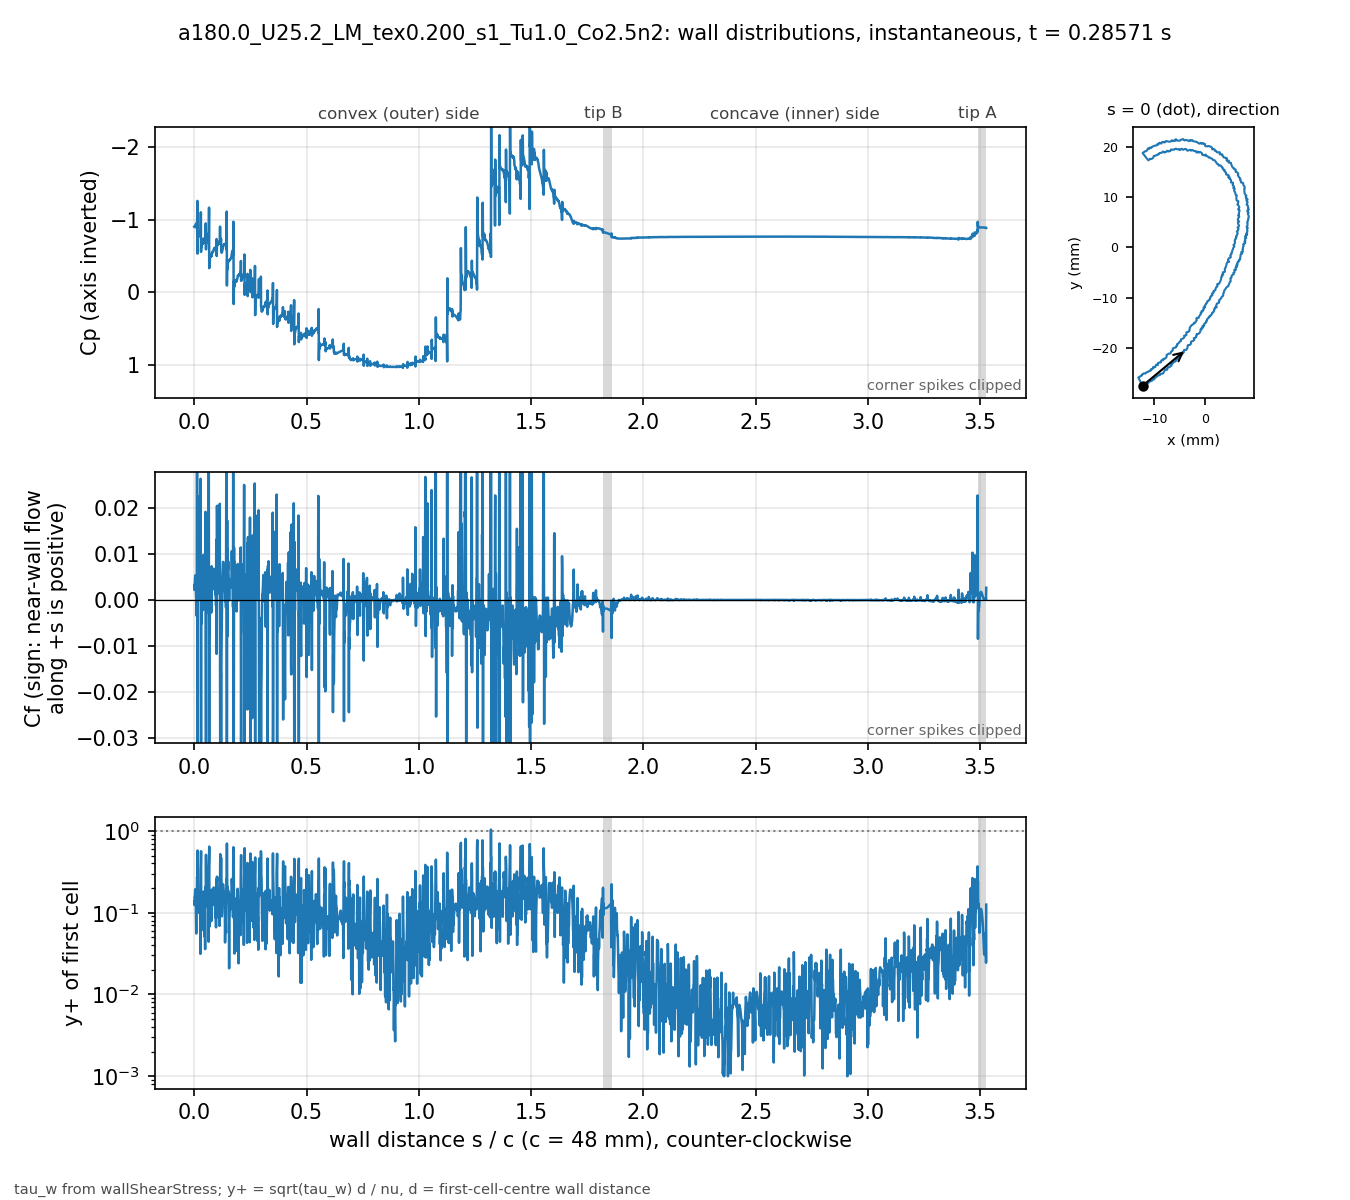 a180.0_U25.2_LM_tex0.200_s1_Tu1.0_Co2.5n2: wall distributions, instantaneous, t = 0.28571 s
convex (outer) side
tip B
concave (inner) side
tip A
Cp (axis inverted)
−2
−1
0
1
corner spikes clipped
0.0 0.5 1.0 1.5 2.0 2.5 3.0 3.5
s = 0 (dot), direction
y (mm)
20
10
0
−10
−20
−10 0
x (mm)
Cf (sign: near-wall flow
along +s is positive)
0.02
0.01
0.00
−0.01
−0.02
−0.03
corner spikes clipped
0.0 0.5 1.0 1.5 2.0 2.5 3.0 3.5
y+ of first cell
10⁰
10⁻¹
10⁻²
10⁻³
0.0 0.5 1.0 1.5 2.0 2.5 3.0 3.5
wall distance s / c (c = 48 mm), counter-clockwise
tau_w from wallShearStress; y+ = sqrt(tau_w) d / nu, d = first-cell-centre wall distance